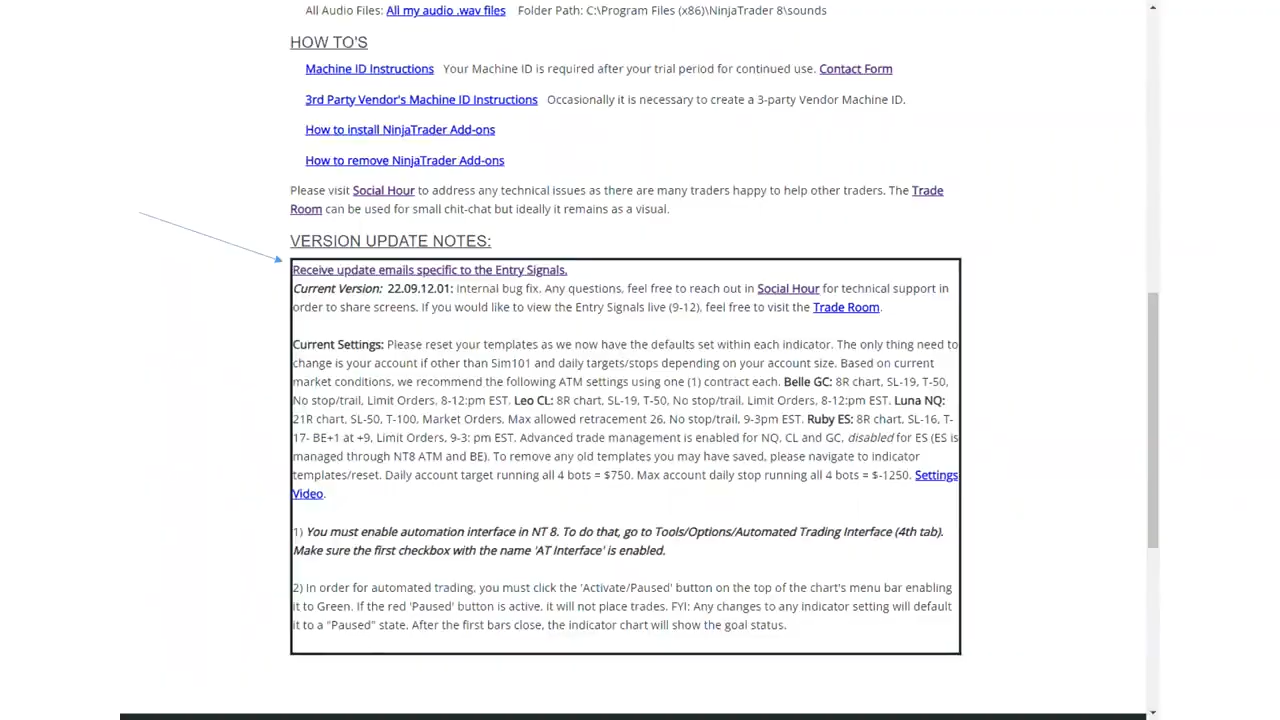 All Audio Files: All my audio .wav files Folder Path: C:\Program Files (x86)\NinjaTrader 8\sounds
HOW TO'S
Machine ID Instructions Your Machine ID is required after your trial period for continued use. Contact Form
3rd Party Vendor's Machine ID Instructions Occasionally it is necessary to create a 3-party Vendor Machine ID.
How to install NinjaTrader Add-ons
How to remove NinjaTrader Add-ons
Please visit Social Hour to address any technical issues as there are many traders happy to help other traders. The Trade
Room can be used for small chit-chat but ideally it remains as a visual.
VERSION UPDATE NOTES:
Receive update emails specific to the Entry Signals.
Current Version: 22.09.12.01: Internal bug fix. Any questions, feel free to reach out in Social Hour for technical support in
order to share screens. If you would like to view the Entry Signals live (9-12), feel free to visit the Trade Room.
Current Settings: Please reset your templates as we now have the defaults set within each indicator. The only thing need to
change is your account if other than Sim101 and daily targets/stops depending on your account size. Based on current
market conditions, we recommend the following ATM settings using one (1) contract each. Belle GC: 8R chart, SL-19, T-50,
No stop/trail, Limit Orders, 8-12:pm EST. Leo CL: 8R chart, SL-19, T-50, No stop/trail, Limit Orders, 8-12:pm EST. Luna NQ:
21R chart, SL-50, T-100, Market Orders, Max allowed retracement 26, No stop/trail, 9-3pm EST. Ruby ES: 8R chart, SL-16, T-
17- BE+1 at +9, Limit Orders, 9-3: pm EST. Advanced trade management is enabled for NQ, CL and GC, disabled for ES (ES is
managed through NT8 ATM and BE). To remove any old templates you may have saved, please navigate to indicator
templates/reset. Daily account target running all 4 bots = $750. Max account daily stop running all 4 bots = $-1250. Settings
Video.
1) You must enable automation interface in NT 8. To do that, go to Tools/Options/Automated Trading Interface (4th tab).
Make sure the first checkbox with the name 'AT Interface' is enabled.
2) In order for automated trading, you must click the 'Activate/Paused' button on the top of the chart's menu bar enabling
it to Green. If the red 'Paused' button is active, it will not place trades. FYI: Any changes to any indicator setting will default
it to a "Paused" state. After the first bars close, the indicator chart will show the goal status.